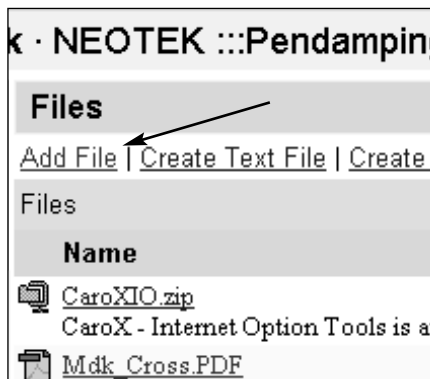 k · NEOTEK :::Pendamping
Files
Add File | Create Text File | Create
Files
Name
CaroXIO.zip
CaroX - Internet Option Tools is a
Mdk_Cross.PDF